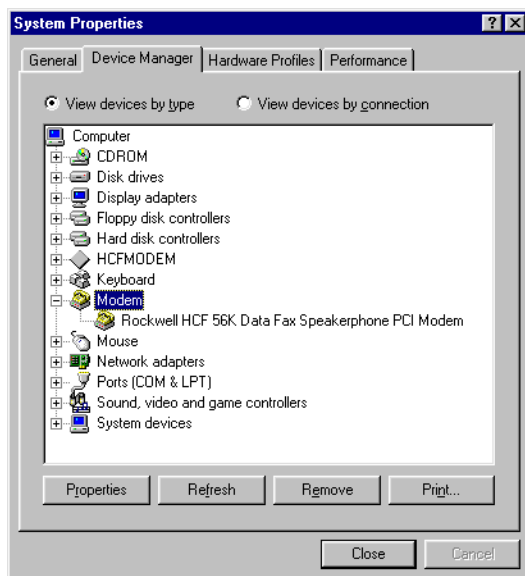 System Properties
General Device Manager Hardware Profiles Performance
View devices by type View devices by connection
Computer
CDROM
Disk drives
Display adapters
Floppy disk controllers
Hard disk controllers
HCFMODEM
Keyboard
Modem
Rockwell HCF 56K Data Fax Speakerphone PCI Modem
Mouse
Network adapters
Ports (COM & LPT)
Sound, video and game controllers
System devices
Properties Refresh Remove Print...
Close Cancel